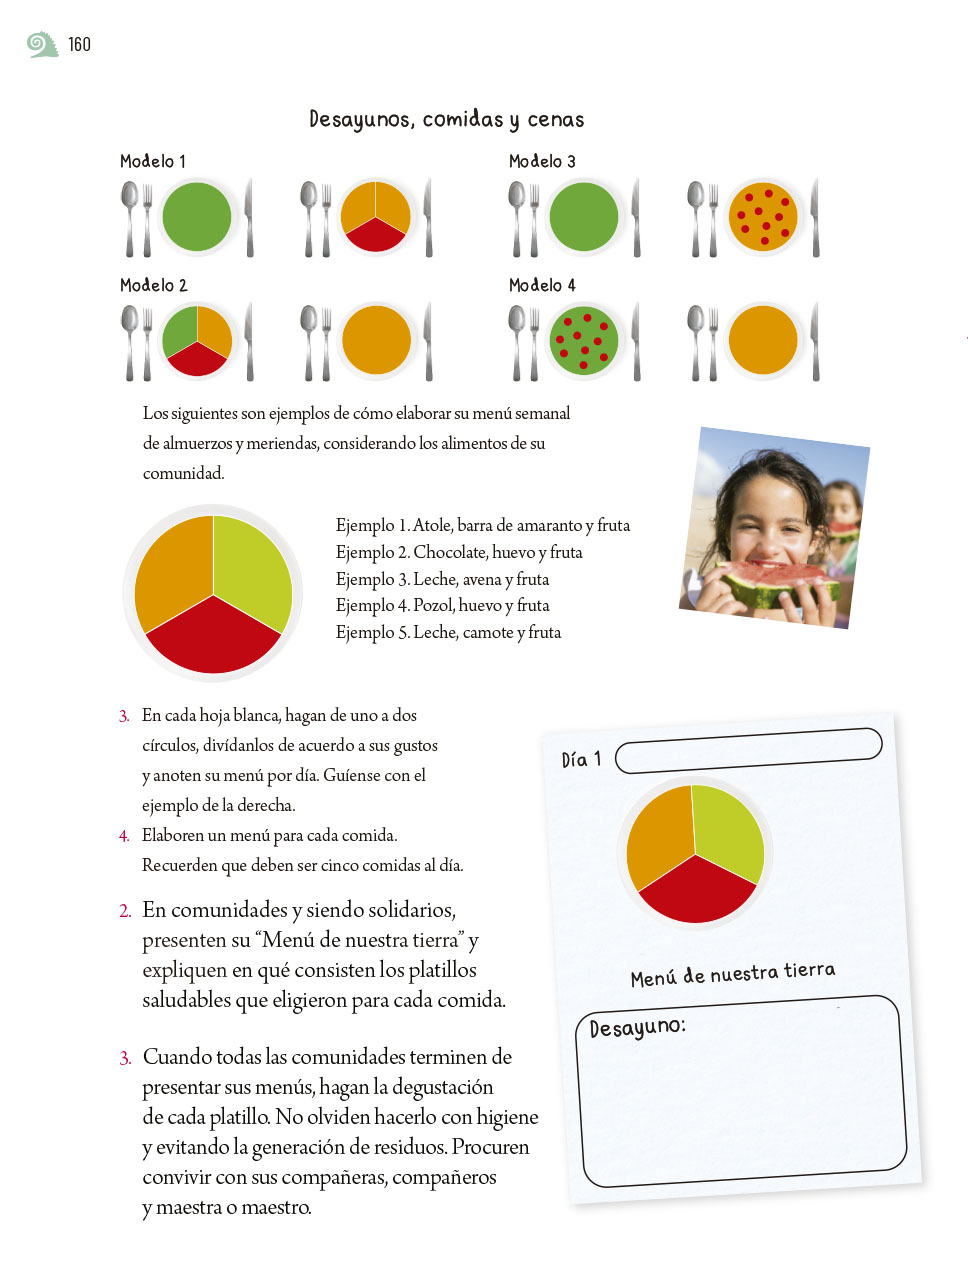 160
Desayunos, comidas y cenas
Modelo 1
Modelo 3
Modelo 2
Modelo 4
Los siguientes son ejemplos de cómo elaborar su menú semanal
de almuerzos y meriendas, considerando los alimentos de su
comunidad.
Ejemplo 1. Atole, barra de amaranto y fruta
Ejemplo 2. Chocolate, huevo y fruta
Ejemplo 3. Leche, avena y fruta
Ejemplo 4. Pozol, huevo y fruta
Ejemplo 5. Leche, camote y fruta
3. En cada hoja blanca, hagan de uno a dos
círculos, divídanlos de acuerdo a sus gustos
y anoten su menú por día. Guíense con el
ejemplo de la derecha.
4. Elaboren un menú para cada comida.
Recuerden que deben ser cinco comidas al día.
2. En comunidades y siendo solidarios,
presenten su “Menú de nuestra tierra” y
expliquen en qué consisten los platillos
saludables que eligieron para cada comida.
3. Cuando todas las comunidades terminen de
presentar sus menús, hagan la degustación
de cada platillo. No olviden hacerlo con higiene
y evitando la generación de residuos. Procuren
convivir con sus compañeras, compañeros
y maestra o maestro.
Día 1
Menú de nuestra tierra
Desayuno: